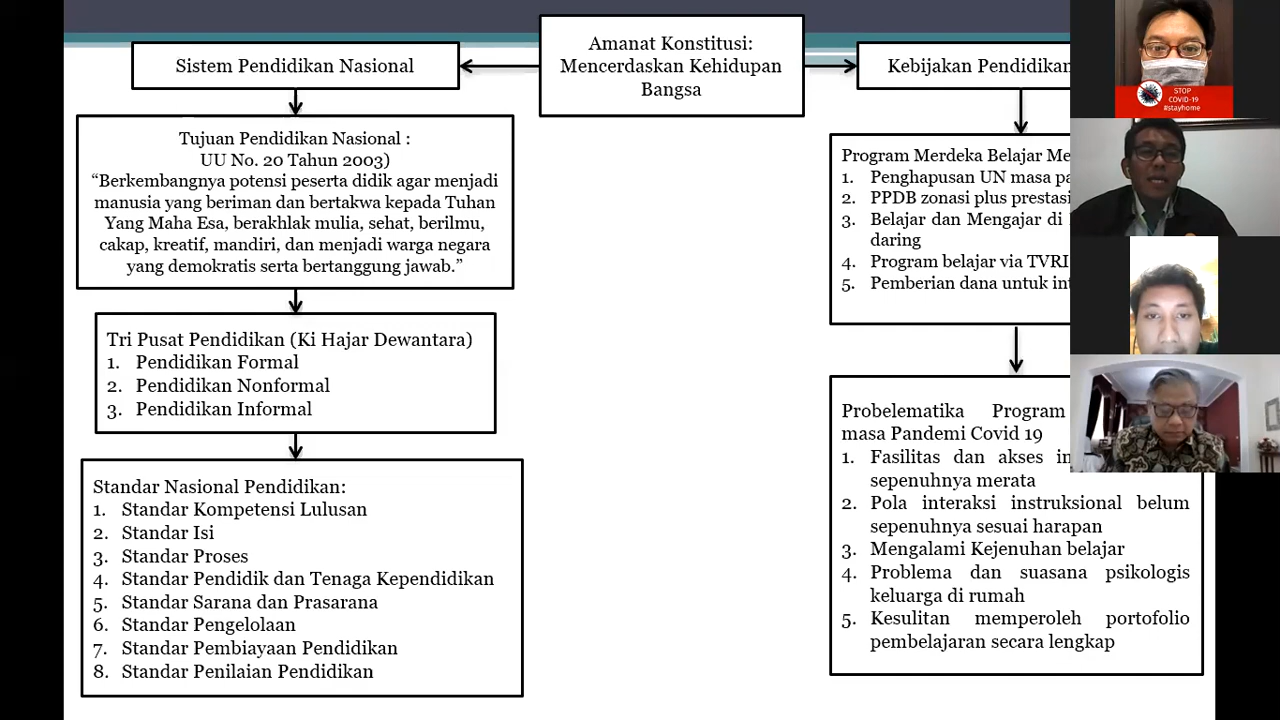 Amanat Konstitusi:
Mencerdaskan Kehidupan
Bangsa
Sistem Pendidikan Nasional
Tujuan Pendidikan Nasional :
UU No. 20 Tahun 2003)
“Berkembangnya potensi peserta didik agar menjadi
manusia yang beriman dan bertakwa kepada Tuhan
Yang Maha Esa, berakhlak mulia, sehat, berilmu,
cakap, kreatif, mandiri, dan menjadi warga negara
yang demokratis serta bertanggung jawab.”
Tri Pusat Pendidikan (Ki Hajar Dewantara)
1. Pendidikan Formal
2. Pendidikan Nonformal
3. Pendidikan Informal
Standar Nasional Pendidikan:
1. Standar Kompetensi Lulusan
2. Standar Isi
3. Standar Proses
4. Standar Pendidik dan Tenaga Kependidikan
5. Standar Sarana dan Prasarana
6. Standar Pengelolaan
7. Standar Pembiayaan Pendidikan
8. Standar Penilaian Pendidikan
Kebijakan Pendidikan
Program Merdeka Belajar
1. Penghapusan UN masa
2. PPDB zonasi plus prestasi
3. Belajar dan Mengajar di
daring
4. Program belajar via TVRI
5. Pemberian dana untuk
Probelematika Program
masa Pandemi Covid 19
1. Fasilitas dan akses
sepenuhnya merata
2. Pola interaksi instruksional belum
sepenuhnya sesuai harapan
3. Mengalami Kejenuhan belajar
4. Problema dan suasana psikologis
keluarga di rumah
5. Kesulitan memperoleh portofolio
pembelajaran secara lengkap
STOP
COVID-19
#stayhome